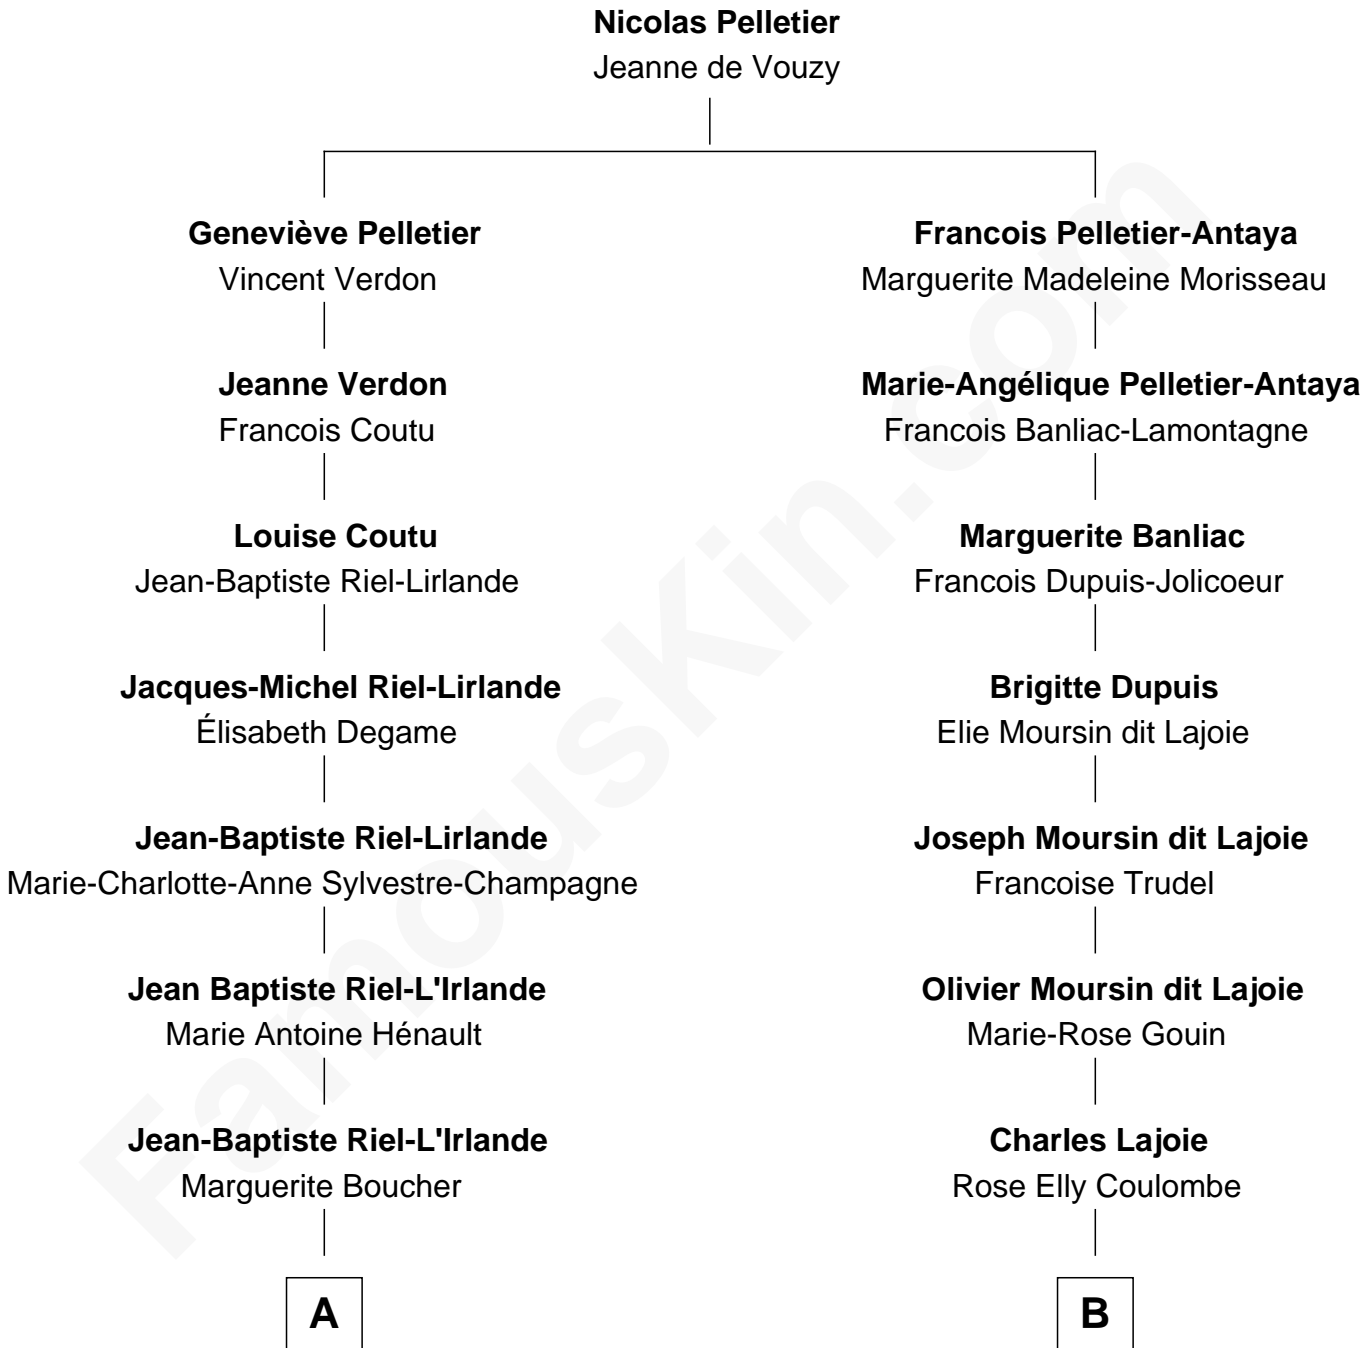 Nicolas Pelletier
Jeanne de Vouzy
Geneviève Pelletier
Vincent Verdon
Francois Pelletier-Antaya
Marguerite Madeleine Morisseau
Jeanne Verdon
Francois Coutu
Marie-Angélique Pelletier-Antaya
Francois Banliac-Lamontagne
Louise Coutu
Jean-Baptiste Riel-Lirlande
Marguerite Banliac
Francois Dupuis-Jolicoeur
Jacques-Michel Riel-Lirlande
Élisabeth Degame
Brigitte Dupuis
Elie Moursin dit Lajoie
Jean-Baptiste Riel-Lirlande
Marie-Charlotte-Anne Sylvestre-Champagne
Joseph Moursin dit Lajoie
Francoise Trudel
Jean Baptiste Riel-L'Irlande
Marie Antoine Hénault
Olivier Moursin dit Lajoie
Marie-Rose Gouin
Jean-Baptiste Riel-L'Irlande
Marguerite Boucher
Charles Lajoie
Rose Elly Coulombe
A
B
FamousKin.com